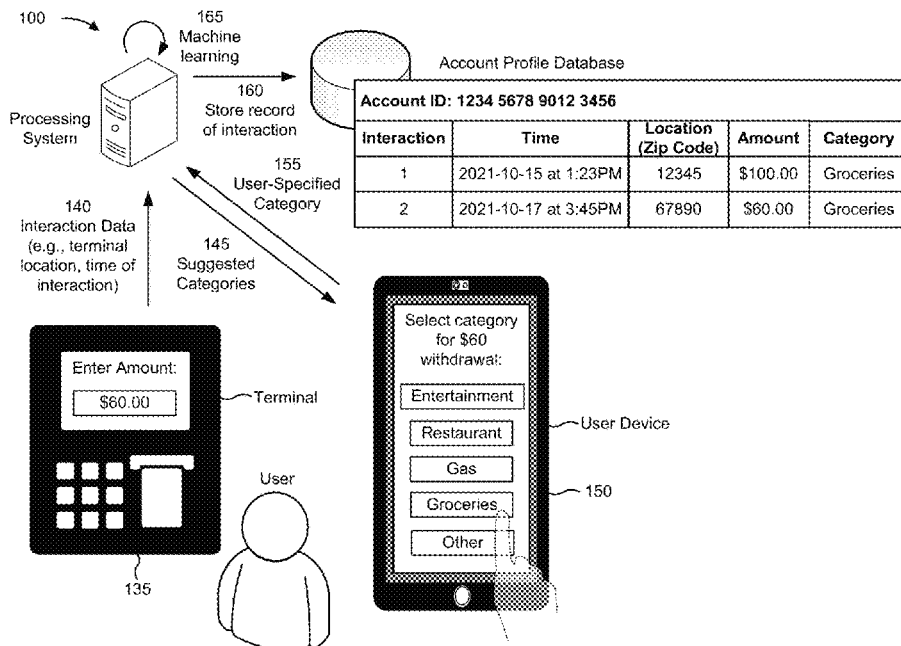 100
165
Machine
learning
Processing
System
160
Store record
of interaction
Account Profile Database
Account ID: 1234 5678 9012 3456
Interaction Time Location (Zip Code) Amount Category
1 2021-10-15 at 1:23PM 12345 $100.00 Groceries
2 2021-10-17 at 3:45PM 67890 $60.00 Groceries
155
User-Specified
Category
140
Interaction Data
(e.g., terminal
location, time of
interaction)
145
Suggested
Categories
Enter Amount:
$60.00
Terminal
135
User
Select category
for $60
withdrawal:
Entertainment
Restaurant
Gas
Groceries
Other
User Device
150